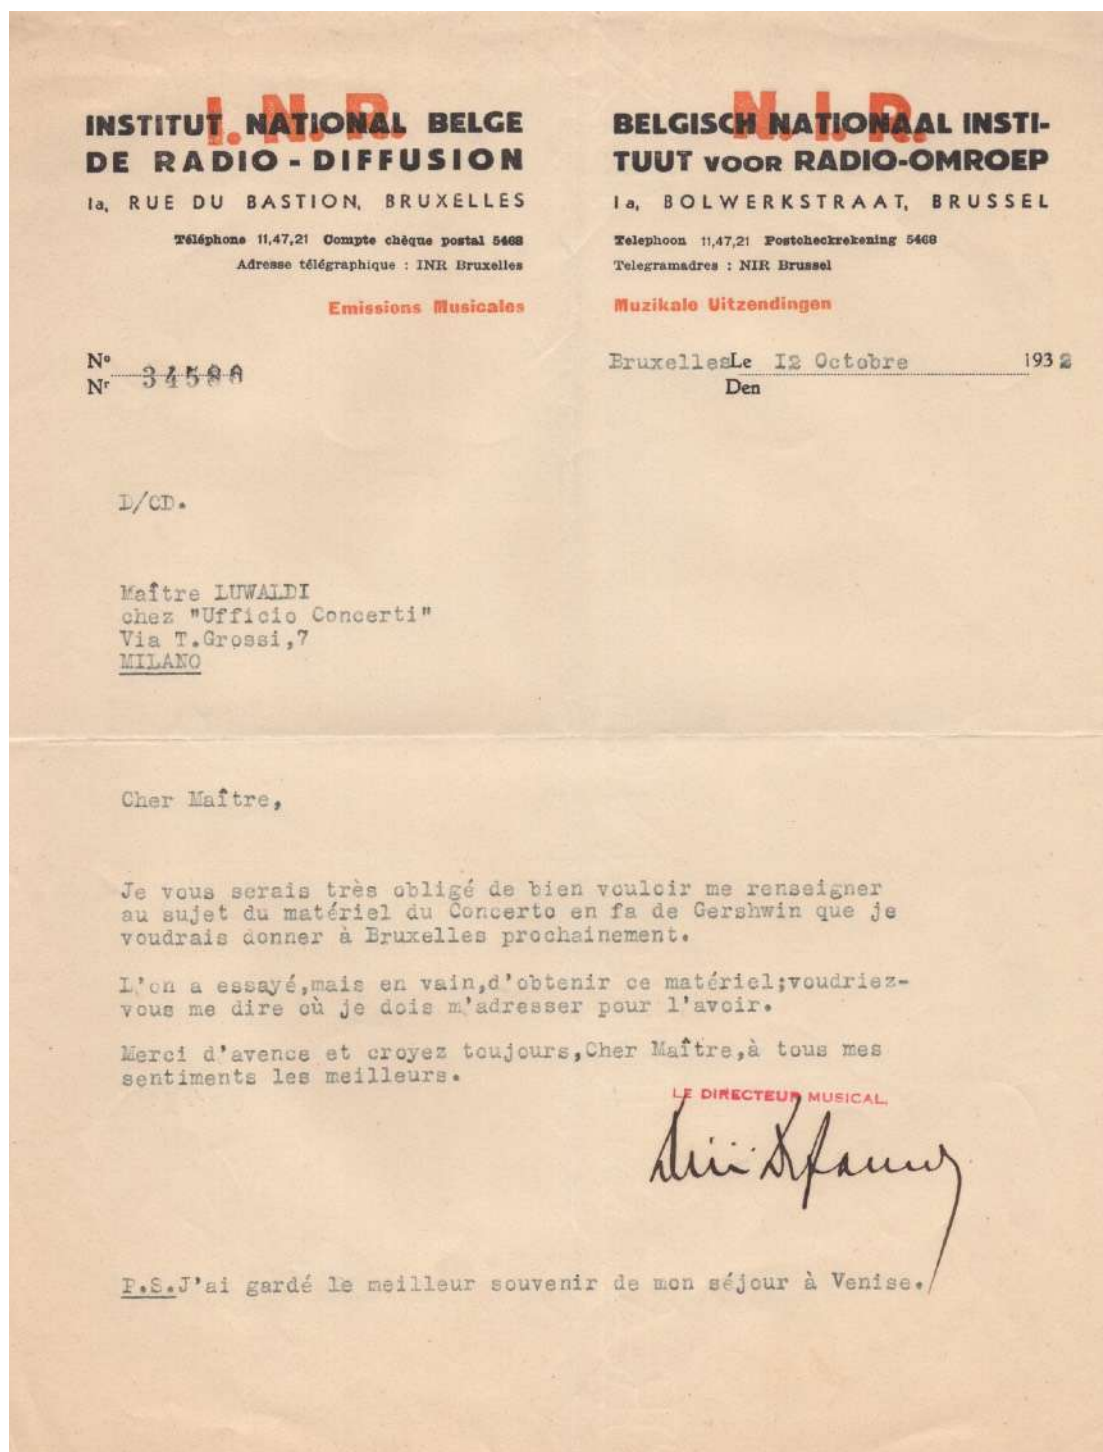 I.N.R.
INSTITUT NATIONAL BELGE
DE RADIO-DIFFUSION
1a, RUE DU BASTION, BRUXELLES
Téléphone 11,47,21 Compte chèque postal 5468
Adresse télégraphique : INR Bruxelles
Emissions Musicales
N.I.R.
BELGISCH NATIONAAL INSTI-
TUUT VOOR RADIO-OMROEP
1a, BOLWERKSTRAAT, BRUSSEL
Telephoon 11,47,21 Postcheckrekening 5468
Telegramadres : NIR Brussel
Muzikale Uitzendingen
Nº
Nr
Bruxelles Le 12 Octobre 1932
Den
D/CD.
Maître LUWALDI
chez "Ufficio Concerti"
Via T.Grossi,7
MILANO
Cher Maître,
Je vous serais très obligé de bien vouloir me renseigner
au sujet du matériel du Concerto en fa de Gershwin que je
voudrais donner à Bruxelles prochainement.
L'on a essayé,mais en vain,d'obtenir ce matériel;voudriez-
vous me dire où je dois m'adresser pour l'avoir.
Merci d'avence et croyez toujours,Cher Maître,à tous mes
sentiments les meilleurs.
LE DIRECTEUR MUSICAL.
P.S.J'ai gardé le meilleur souvenir de mon séjour à Venise.